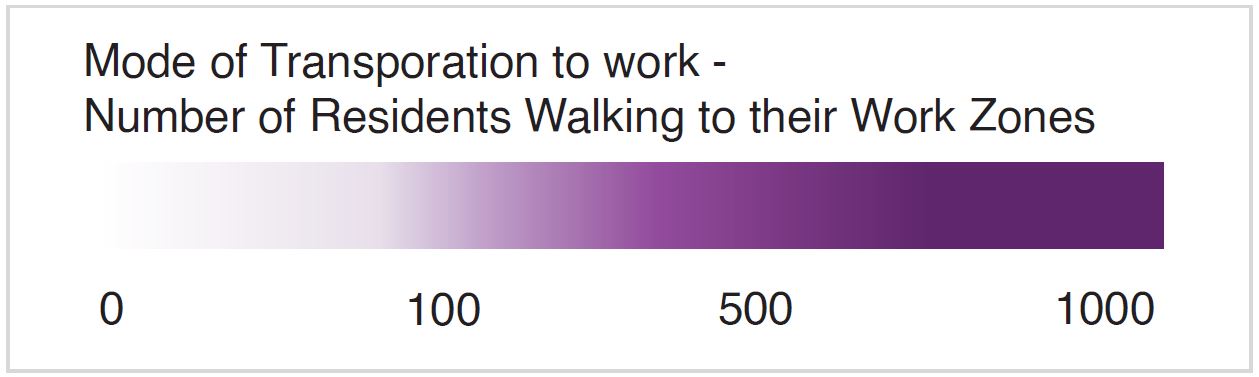 Mode of Transporation to work -
Number of Residents Walking to their Work Zones
0 100 500 1000